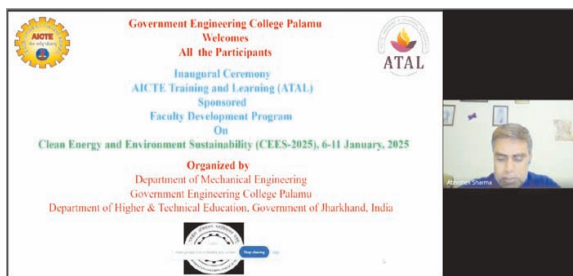 Government Engineering College Palamu
Welcomes
All the Participants
AICTE
ATAL
Inaugural Ceremony
AICTE Training and Learning (ATAL)
Sponsored
Faculty Development Program
On
Clean Energy and Environment Sustainability (CEES-2025), 6-11 January, 2025
Organized by
Department of Mechanical Engineering
Government Engineering College Palamu
Department of Higher & Technical Education, Government of Jharkhand, India
Stop sharing
Abhishek Sharma